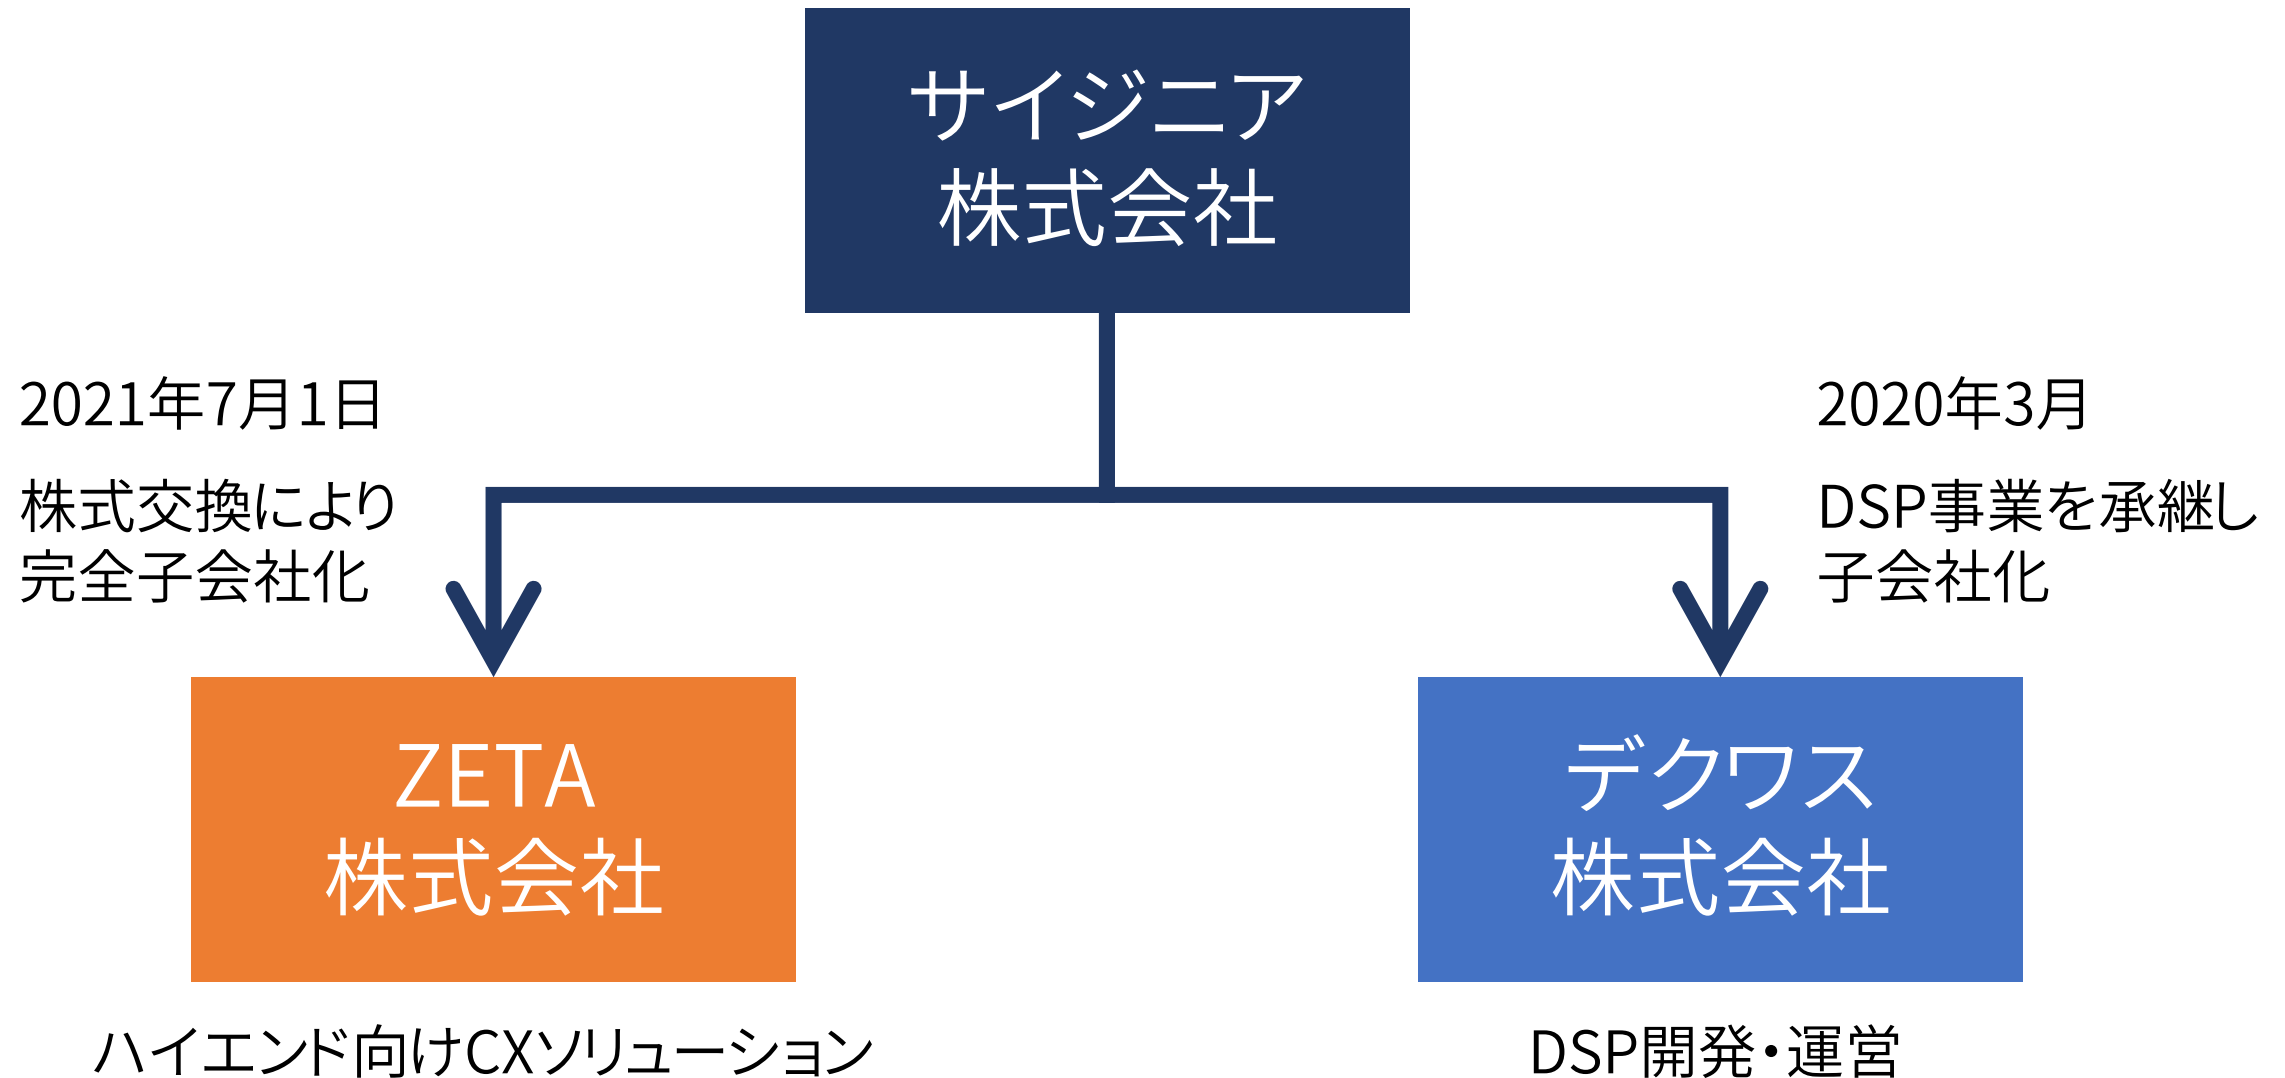 サイジニア
株式会社
2021年7月1日
株式交換により
完全子会社化
2020年3月
DSP事業を承継し
子会社化
ZETA
株式会社
デクワス
株式会社
ハイエンド向けCXソリューション
DSP開発・運営